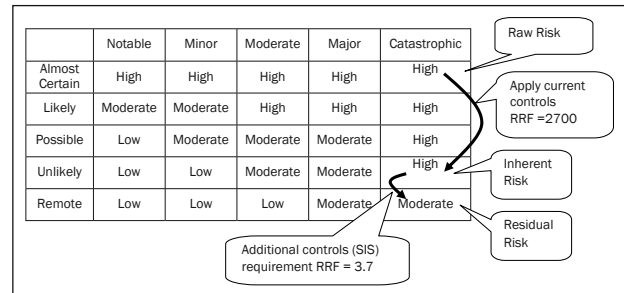 Notable Minor Moderate Major Catastrophic
Almost Certain High High High High High
Likely Moderate Moderate High High High
Possible Low Moderate Moderate Moderate High
Unlikely Low Low Moderate Moderate High
Remote Low Low Low Moderate Moderate
Raw Risk
Apply current
controls
RRF =2700
Inherent
Risk
Residual
Risk
Additional controls (SIS)
requirement RRF = 3.7